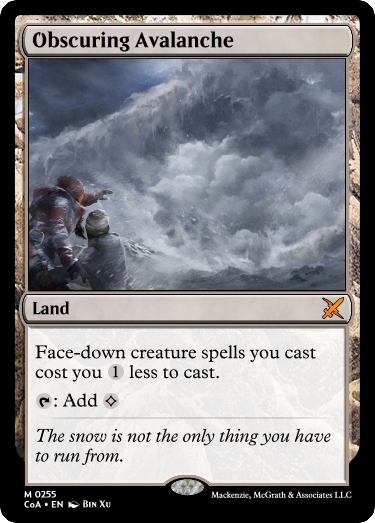 Obscuring Avalanche
Land
Face-down creature spells you cast
cost you 1 less to cast.
: Add
The snow is not the only thing you have
to run from.
M 0255
CoA • EN Bin Xu
Mackenzie, McGrath & Associates LLC